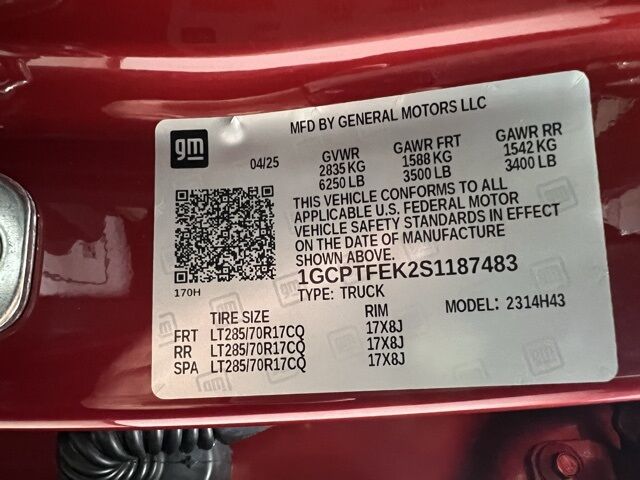 MFD BY GENERAL MOTORS LLC
gm
04/25
GVWR GAWR FRT GAWR RR
2835 KG 1588 KG 1542 KG
6250 LB 3500 LB 3400 LB
THIS VEHICLE CONFORMS TO ALL
APPLICABLE U.S. FEDERAL MOTOR
VEHICLE SAFETY STANDARDS IN EFFECT
ON THE DATE OF MANUFACTURE
SHOWN ABOVE.
170H
1GCPTFEK2S1187483
TYPE: TRUCK MODEL: 2314H43
TIRE SIZE RIM
FRT LT285/70R17CQ 17X8J
RR LT285/70R17CQ 17X8J
SPA LT285/70R17CQ 17X8J